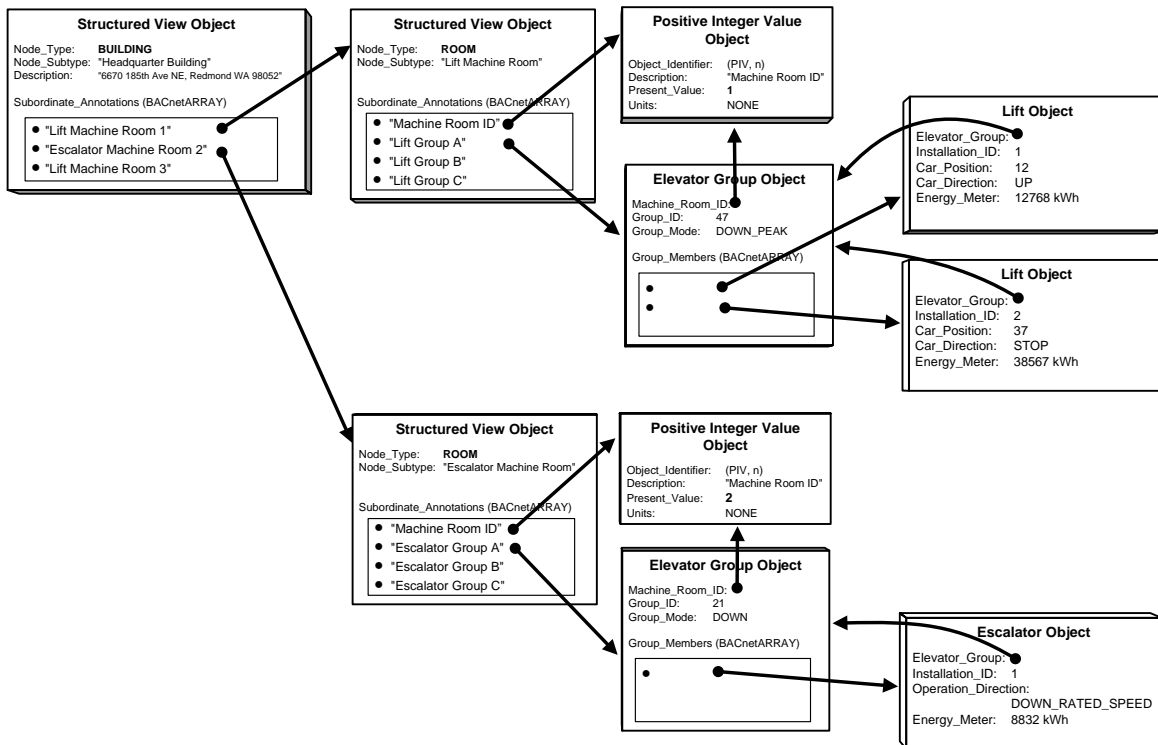 Structured View Object
Node_Type: BUILDING
Node_Subtype: "Headquarter Building"
Description: "6670 185th Ave NE, Redmond WA 98052"
Subordinate_Annotations (BACnetARRAY)
● "Lift Machine Room 1"
● "Escalator Machine Room 2"
● "Lift Machine Room 3"
Structured View Object
Node_Type: ROOM
Node_Subtype: "Lift Machine Room"
Subordinate_Annotations (BACnetARRAY)
● "Machine Room ID"
● "Lift Group A"
● "Lift Group B"
● "Lift Group C"
Positive Integer Value
Object
Object_Identifier: (PIV, n)
Description: "Machine Room ID"
Present_Value: 1
Units: NONE
Elevator Group Object
Machine_Room_ID:
Group_ID: 47
Group_Mode: DOWN_PEAK
Group_Members (BACnetARRAY)
Lift Object
Elevator_Group:
Installation_ID: 1
Car_Position: 12
Car_Direction: UP
Energy_Meter: 12768 kWh
Lift Object
Elevator_Group:
Installation_ID: 2
Car_Position: 37
Car_Direction: STOP
Energy_Meter: 38567 kWh
Structured View Object
Node_Type: ROOM
Node_Subtype: "Escalator Machine Room"
Subordinate_Annotations (BACnetARRAY)
● "Machine Room ID"
● "Escalator Group A"
● "Escalator Group B"
● "Escalator Group C"
Positive Integer Value
Object
Object_Identifier: (PIV, n)
Description: "Machine Room ID"
Present_Value: 2
Units: NONE
Elevator Group Object
Machine_Room_ID:
Group_ID: 21
Group_Mode: DOWN
Group_Members (BACnetARRAY)
Escalator Object
Elevator_Group:
Installation_ID: 1
Operation_Direction:
DOWN_RATED_SPEED
Energy_Meter: 8832 kWh